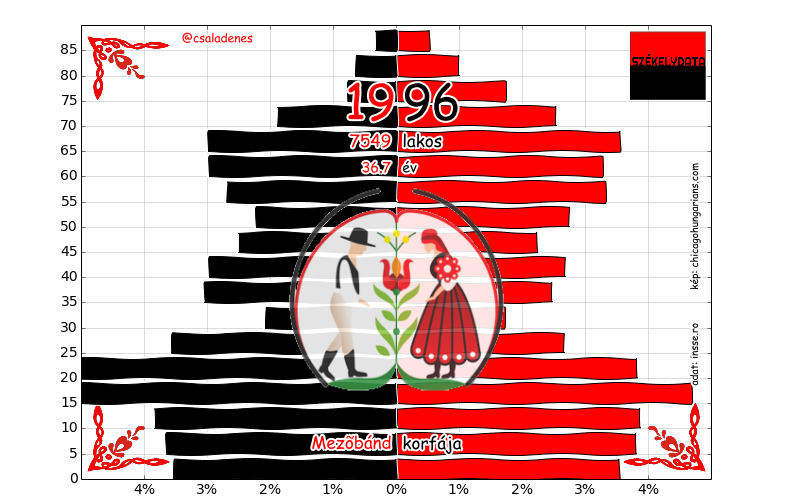 @csaladenes
SZÉKELYDATA
1996
7549 lakos
36.7 év
kép: chicagohungarians.com
adat: insse.ro
Mezőbánd korfája
85
80
75
70
65
60
55
50
45
40
35
30
25
20
15
10
5
0
4% 3% 2% 1% 0% 1% 2% 3% 4%